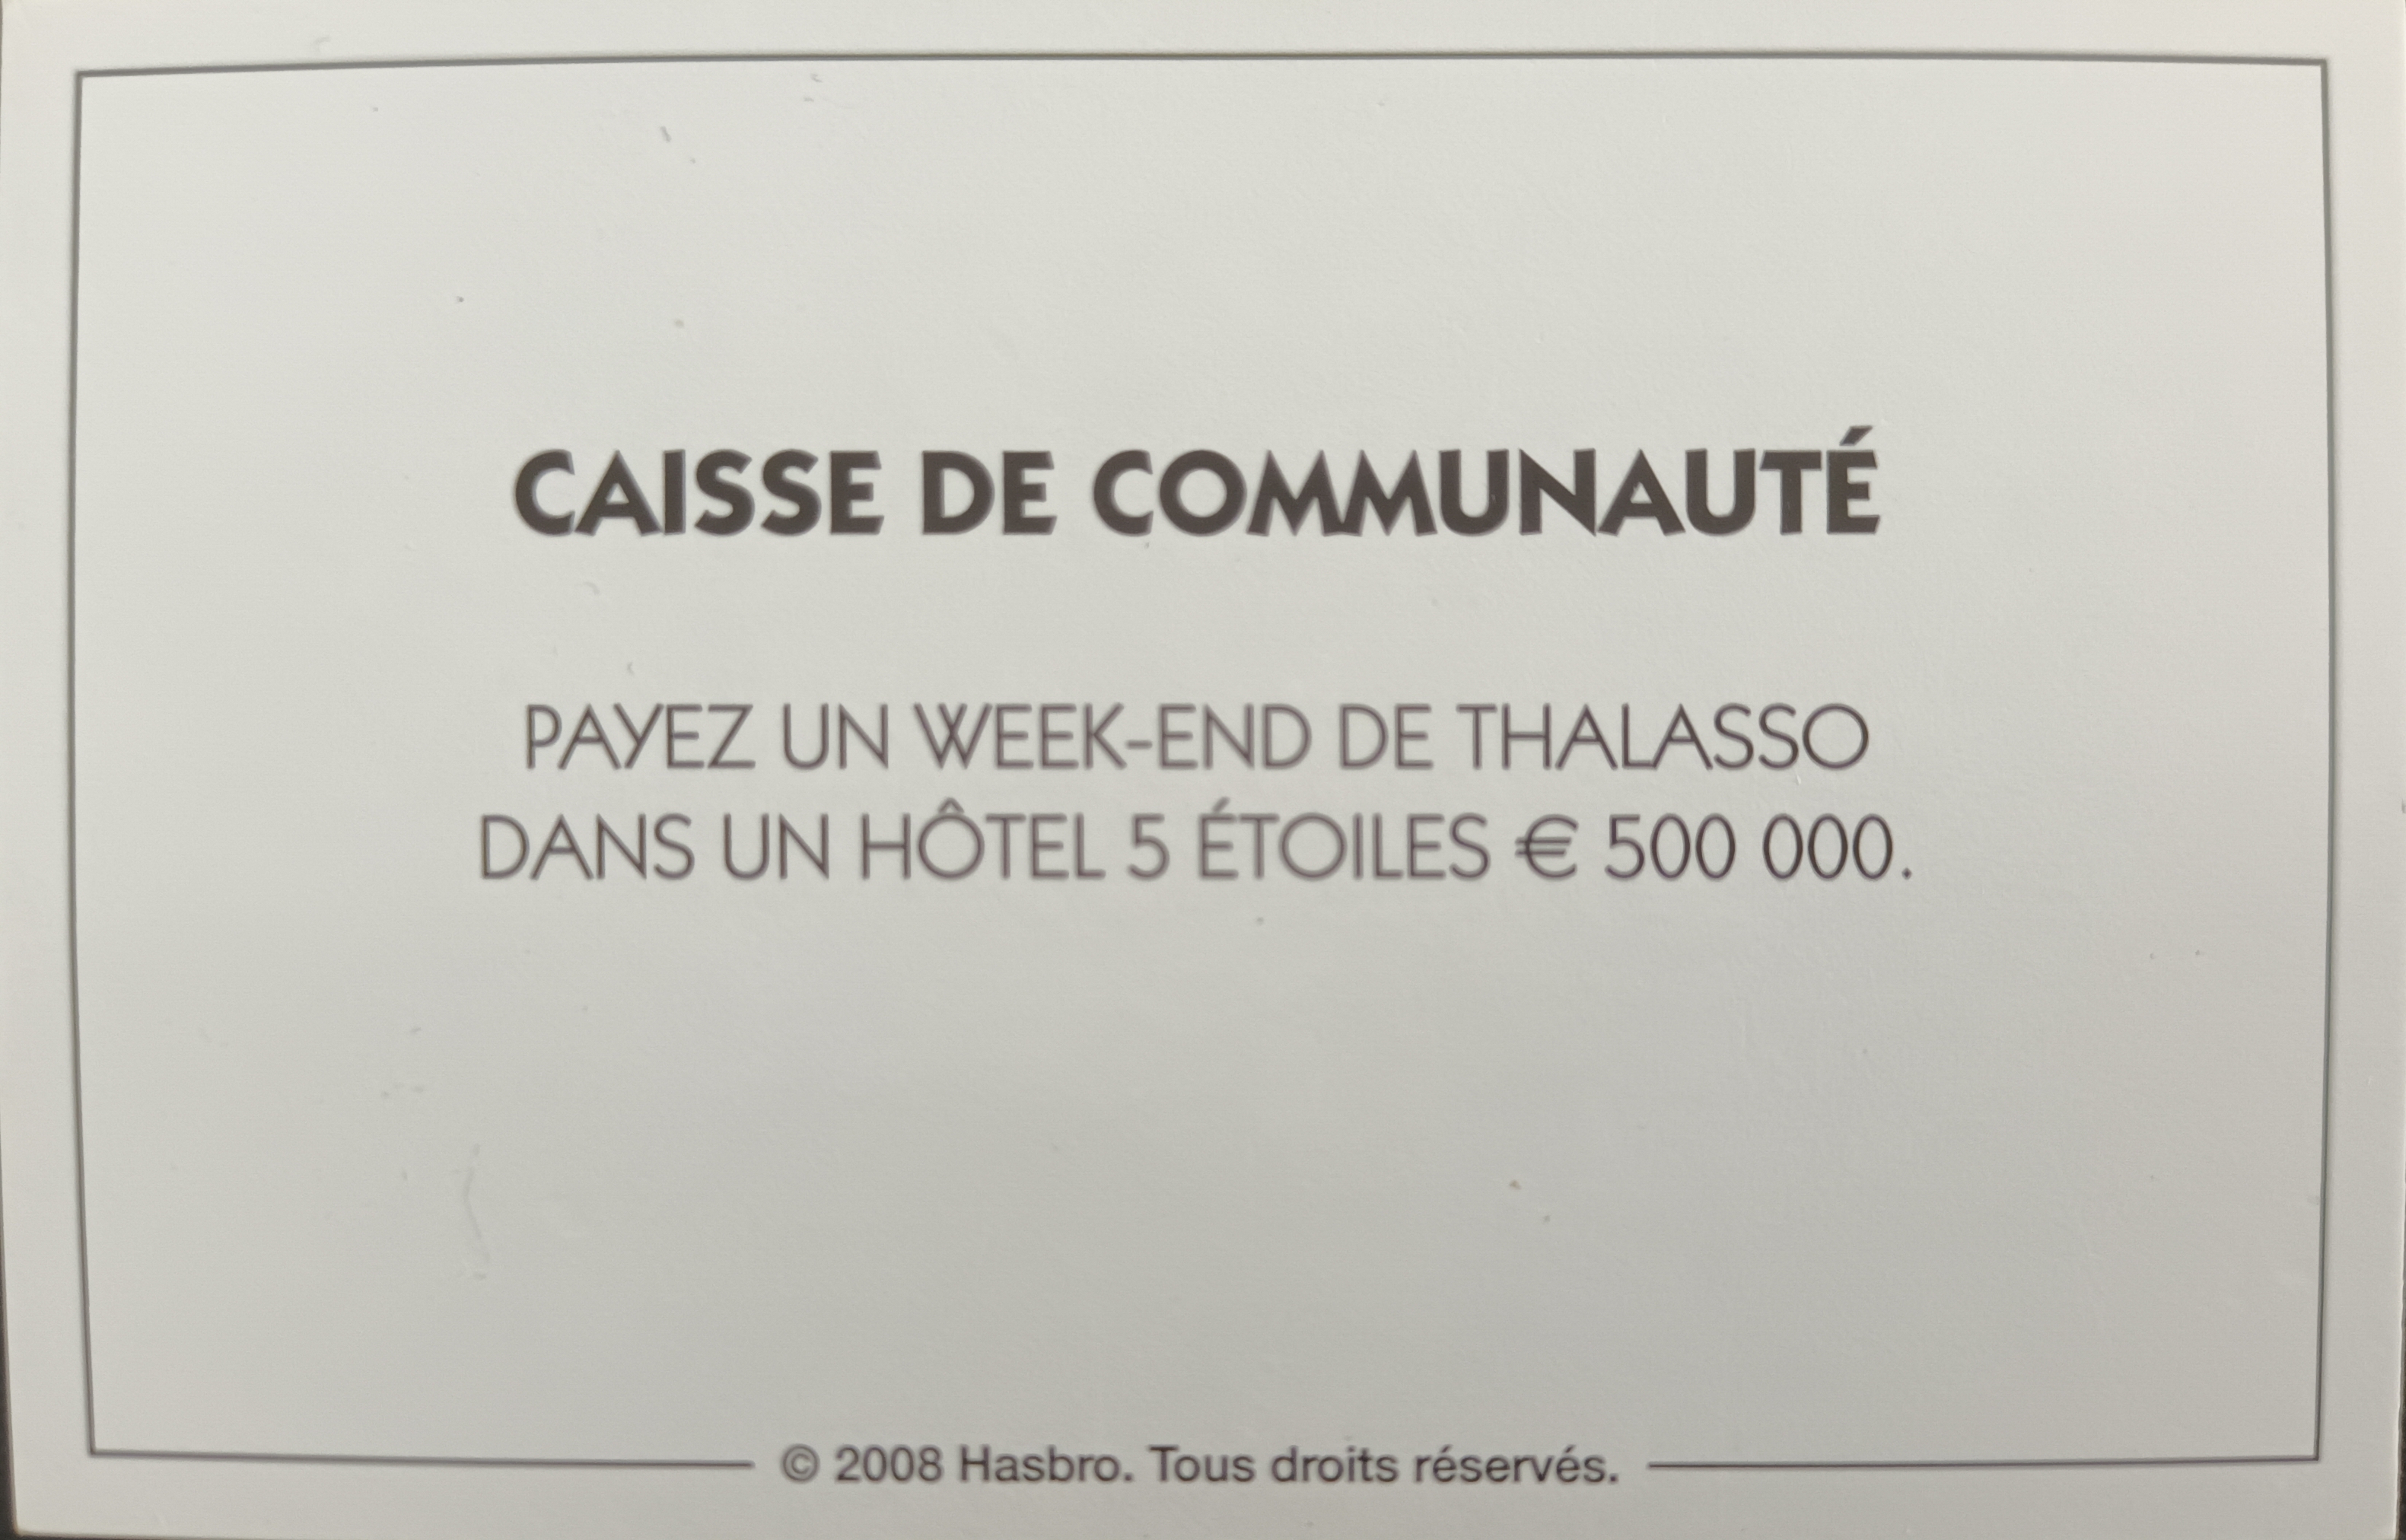 CAISSE DE COMMUNAUTÉ
PAYEZ UN WEEK-END DE THALASSO
DANS UN HÔTEL 5 ÉTOILES € 500 000.
© 2008 Hasbro. Tous droits réservés.